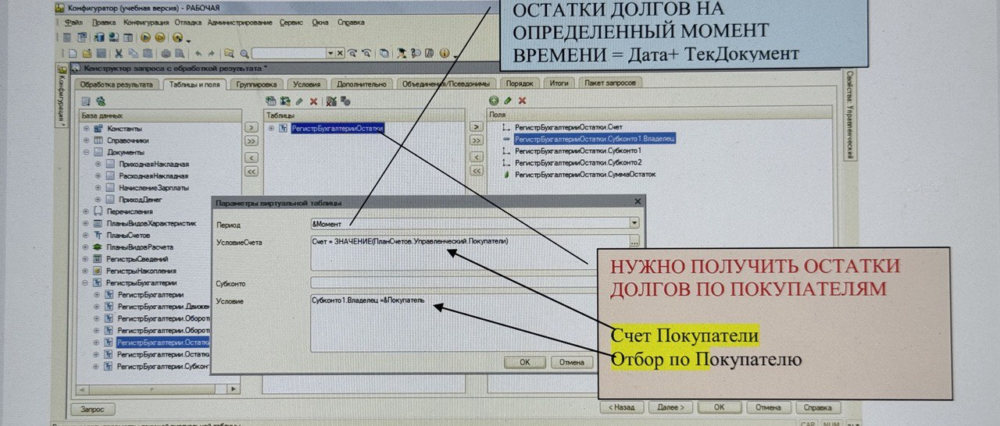 Конфигуратор (учебная версия) - РАБОЧАЯ
Файл Правка Конфигурация Отладка Администрирование Сервис Окна Справка
ОСТАТКИ ДОЛГОВ НА
ОПРЕДЕЛЕННЫЙ МОМЕНТ
ВРЕМЕНИ = Дата+ ТекДокумент
Конструктор запроса с обработкой результата *
Конфигурация *
Свойства: Управленческий
Обработка результата Таблицы и поля Группировка Условия Дополнительно Объединения/Псевдонимы Порядок Итоги Пакет запросов
База данных
Константы
Справочники
Документы
ПриходнаяНакладная
РасходнаяНакладная
НачислениеЗарплаты
ПриходДенег
Перечисления
ПланыВидовХарактеристик
ПланыСчетов
ПланыВидовРасчета
РегистрыСведений
РегистрыНакопления
РегистрыБухгалтерии
РегистрБухгалтерии
РегистрБухгалтерии.Движен
РегистрБухгалтерии.Оборот
РегистрБухгалтерии.Оборот
РегистрБухгалтерии.Остатк
РегистрБухгалтерии.Остатк
РегистрБухгалтерии.Субкон
>
>>
<
<<
Таблицы
РегистрБухгалтерииОстатки
>
>>
<
<<
Поля
РегистрБухгалтерииОстатки.Счет
РегистрБухгалтерииОстатки.Субконто1.Владелец
РегистрБухгалтерииОстатки.Субконто1
РегистрБухгалтерииОстатки.Субконто2
РегистрБухгалтерииОстатки.СуммаОстаток
Параметры виртуальной таблицы
Период &Момент
УсловиеСчета Счет = ЗНАЧЕНИЕ(ПланСчетов.Управленческий.Покупатели)
Субконто
Условие Субконто1.Владелец =&Покупатель
OK Отмена
НУЖНО ПОЛУЧИТЬ ОСТАТКИ
ДОЛГОВ ПО ПОКУПАТЕЛЯМ
Счет Покупатели
Отбор по Покупателю
Запрос < Назад Далее > OK Отмена Справка
CAP NUM